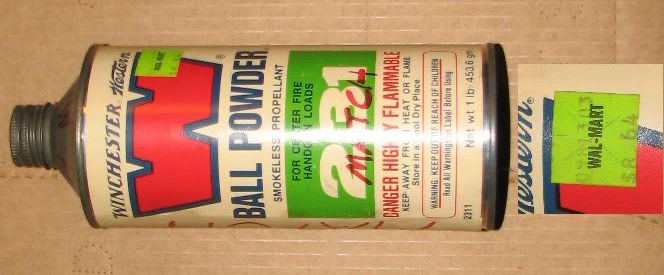 WINCHESTER Western
WAL-MART
®
BALL POWDER
SMOKELESS PROPELLANT
FOR CENTER FIRE
HANDGUN LOADS
231
MATCH
DANGER HIGHLY FLAMMABLE
KEEP AWAY FROM HEAT OR FLAME
Store in a Cool Dry Place
WARNING: KEEP OUT OF REACH OF CHILDREN
Read All Warnings on Label Before Using
2311
Net wt 1 lb 453.6 gm
estern
WAL-MART